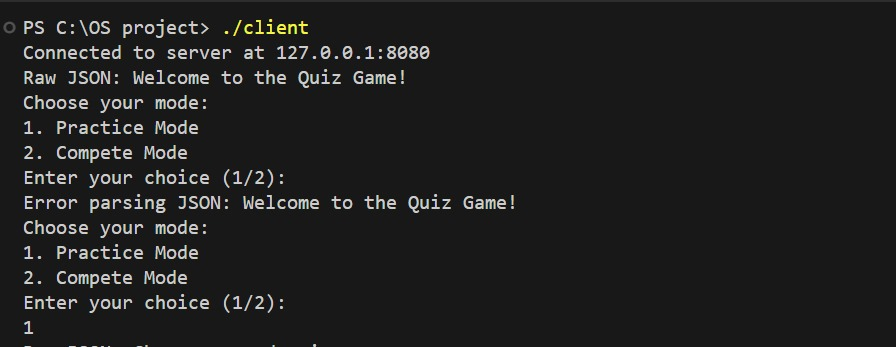 PS C:\OS project> ./client
Connected to server at 127.0.0.1:8080
Raw JSON: Welcome to the Quiz Game!
Choose your mode:
1. Practice Mode
2. Compete Mode
Enter your choice (1/2):
Error parsing JSON: Welcome to the Quiz Game!
Choose your mode:
1. Practice Mode
2. Compete Mode
Enter your choice (1/2):
1